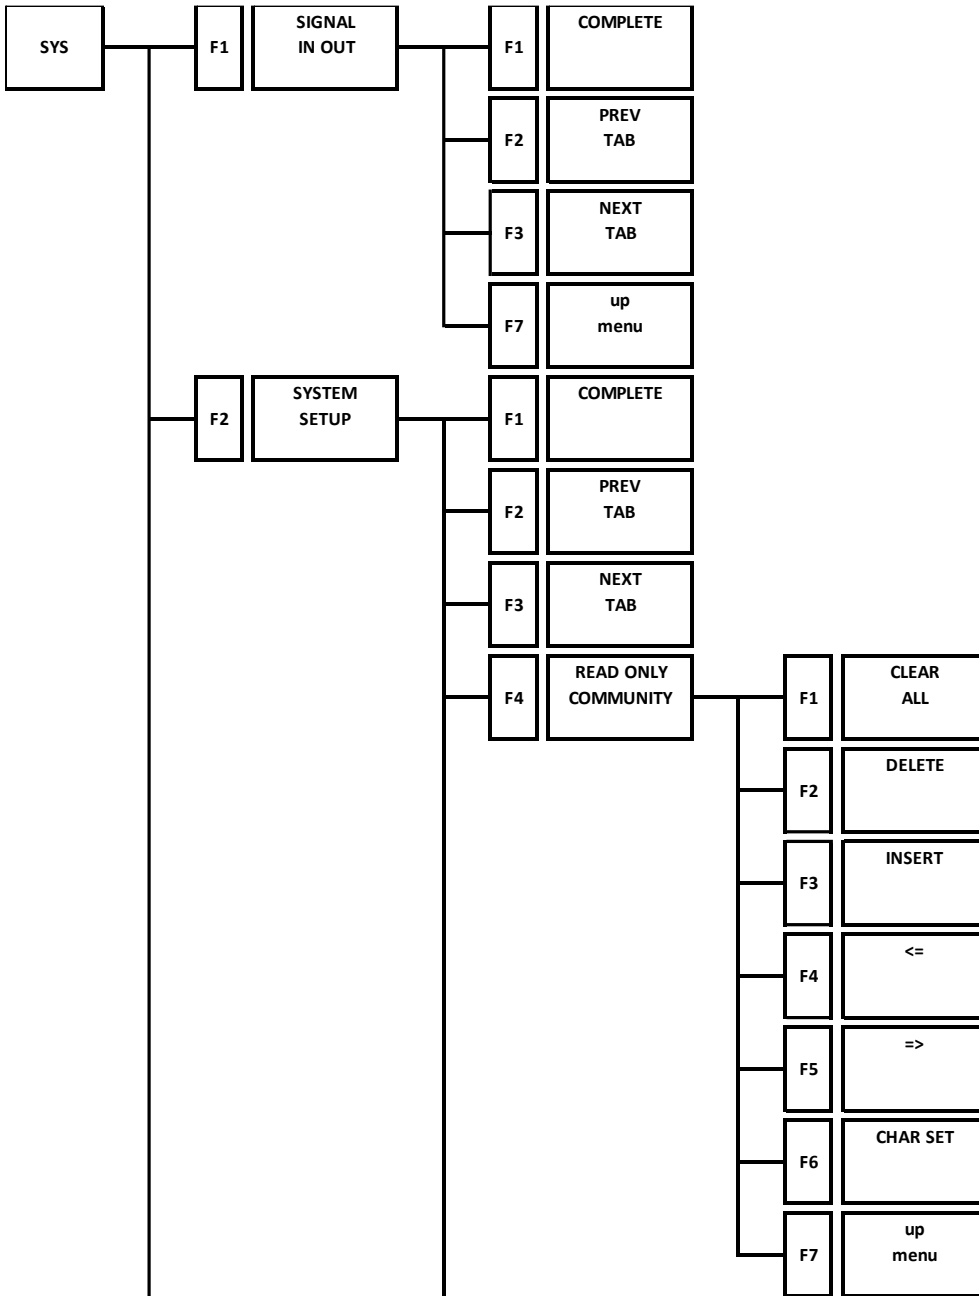 SYS
F1
SIGNAL
IN OUT
F1
COMPLETE
F2
PREV
TAB
F3
NEXT
TAB
F7
up
menu
F2
SYSTEM
SETUP
F1
COMPLETE
F2
PREV
TAB
F3
NEXT
TAB
F4
READ ONLY
COMMUNITY
F1
CLEAR
ALL
F2
DELETE
F3
INSERT
F4
<=
F5
=>
F6
CHAR SET
F7
up
menu